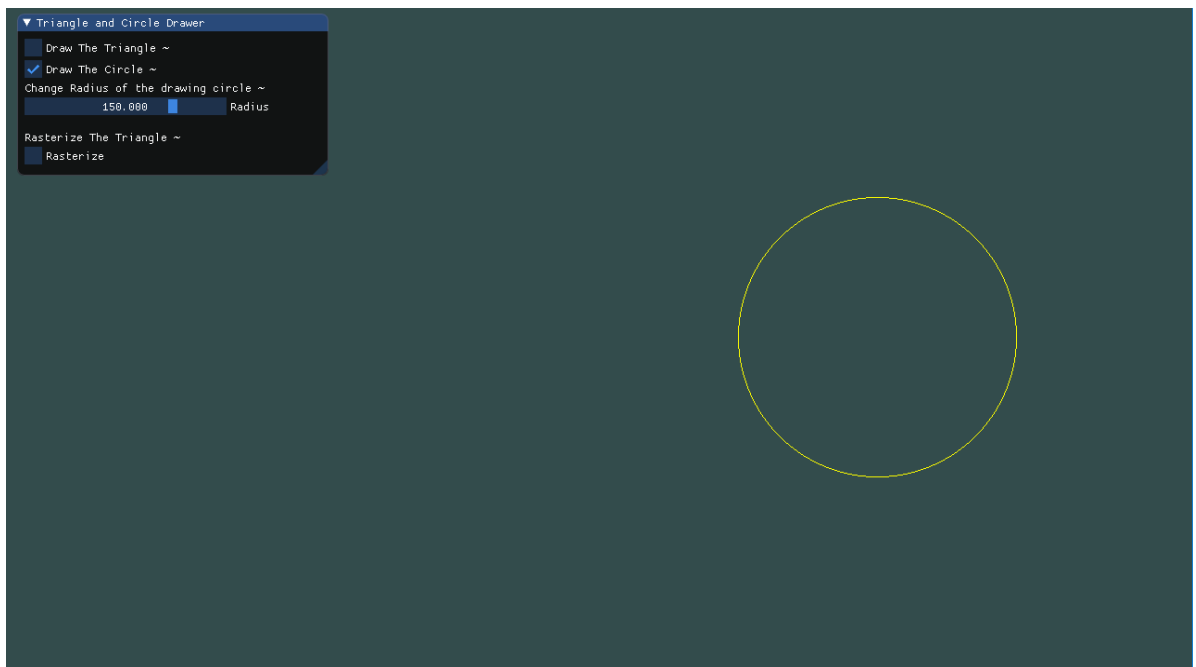 Triangle and Circle Drawer
Draw The Triangle ~
Draw The Circle ~
Change Radius of the drawing circle ~
150.000 Radius
Rasterize The Triangle ~
Rasterize